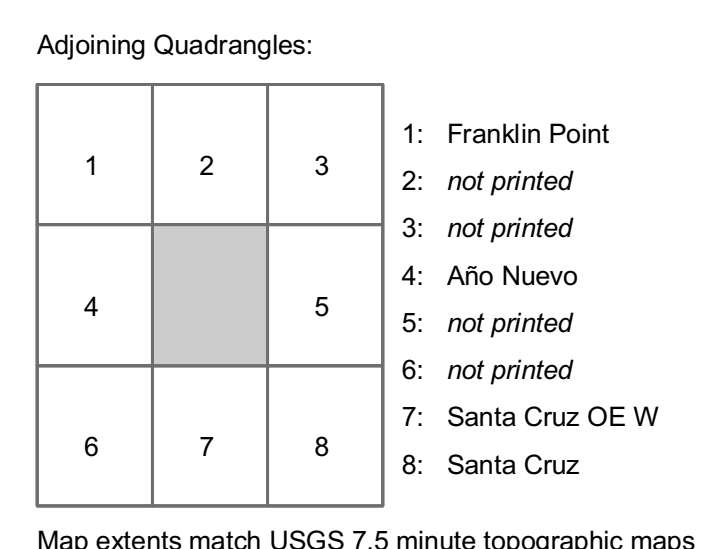 Adjoining Quadrangles:
1 2 3
4 5
6 7 8
1: Franklin Point
2: not printed
3: not printed
4: Año Nuevo
5: not printed
6: not printed
7: Santa Cruz OE W
8: Santa Cruz
Map extents match USGS 7.5 minute topographic maps